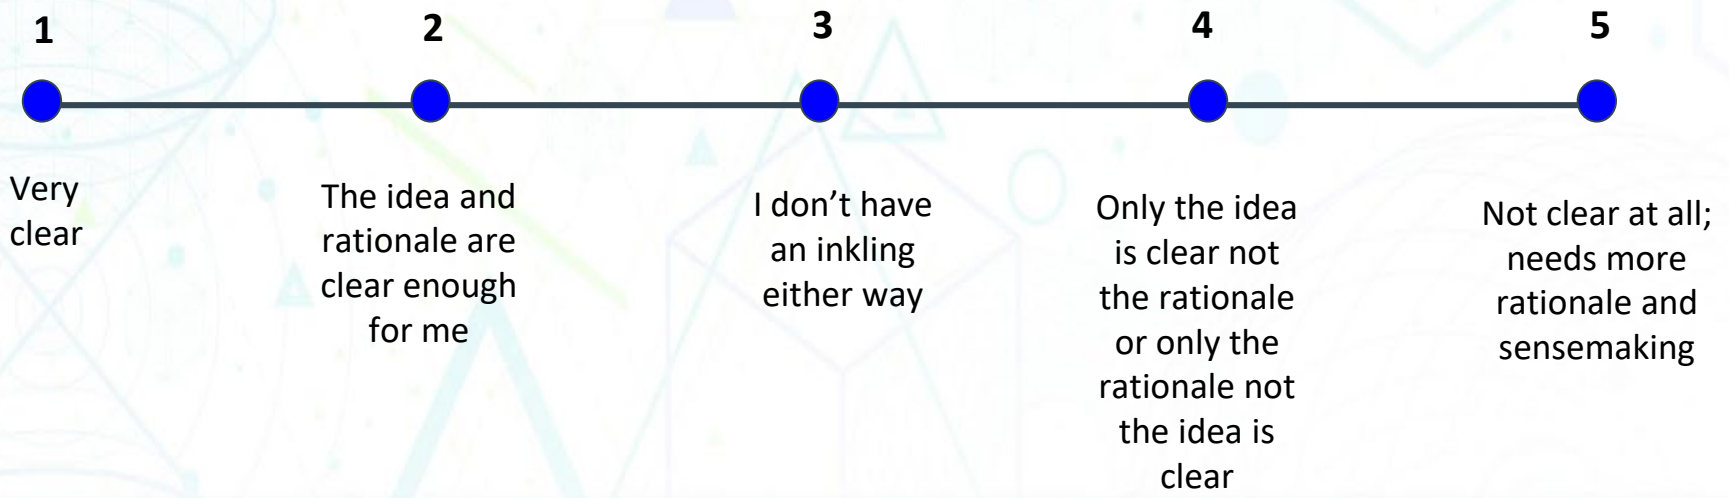 1
Very
clear
2
The idea and
rationale are
clear enough
for me
3
I don’t have
an inkling
either way
4
Only the idea
is clear not
the rationale
or only the
rationale not
the idea is
clear
5
Not clear at all;
needs more
rationale and
sensemaking